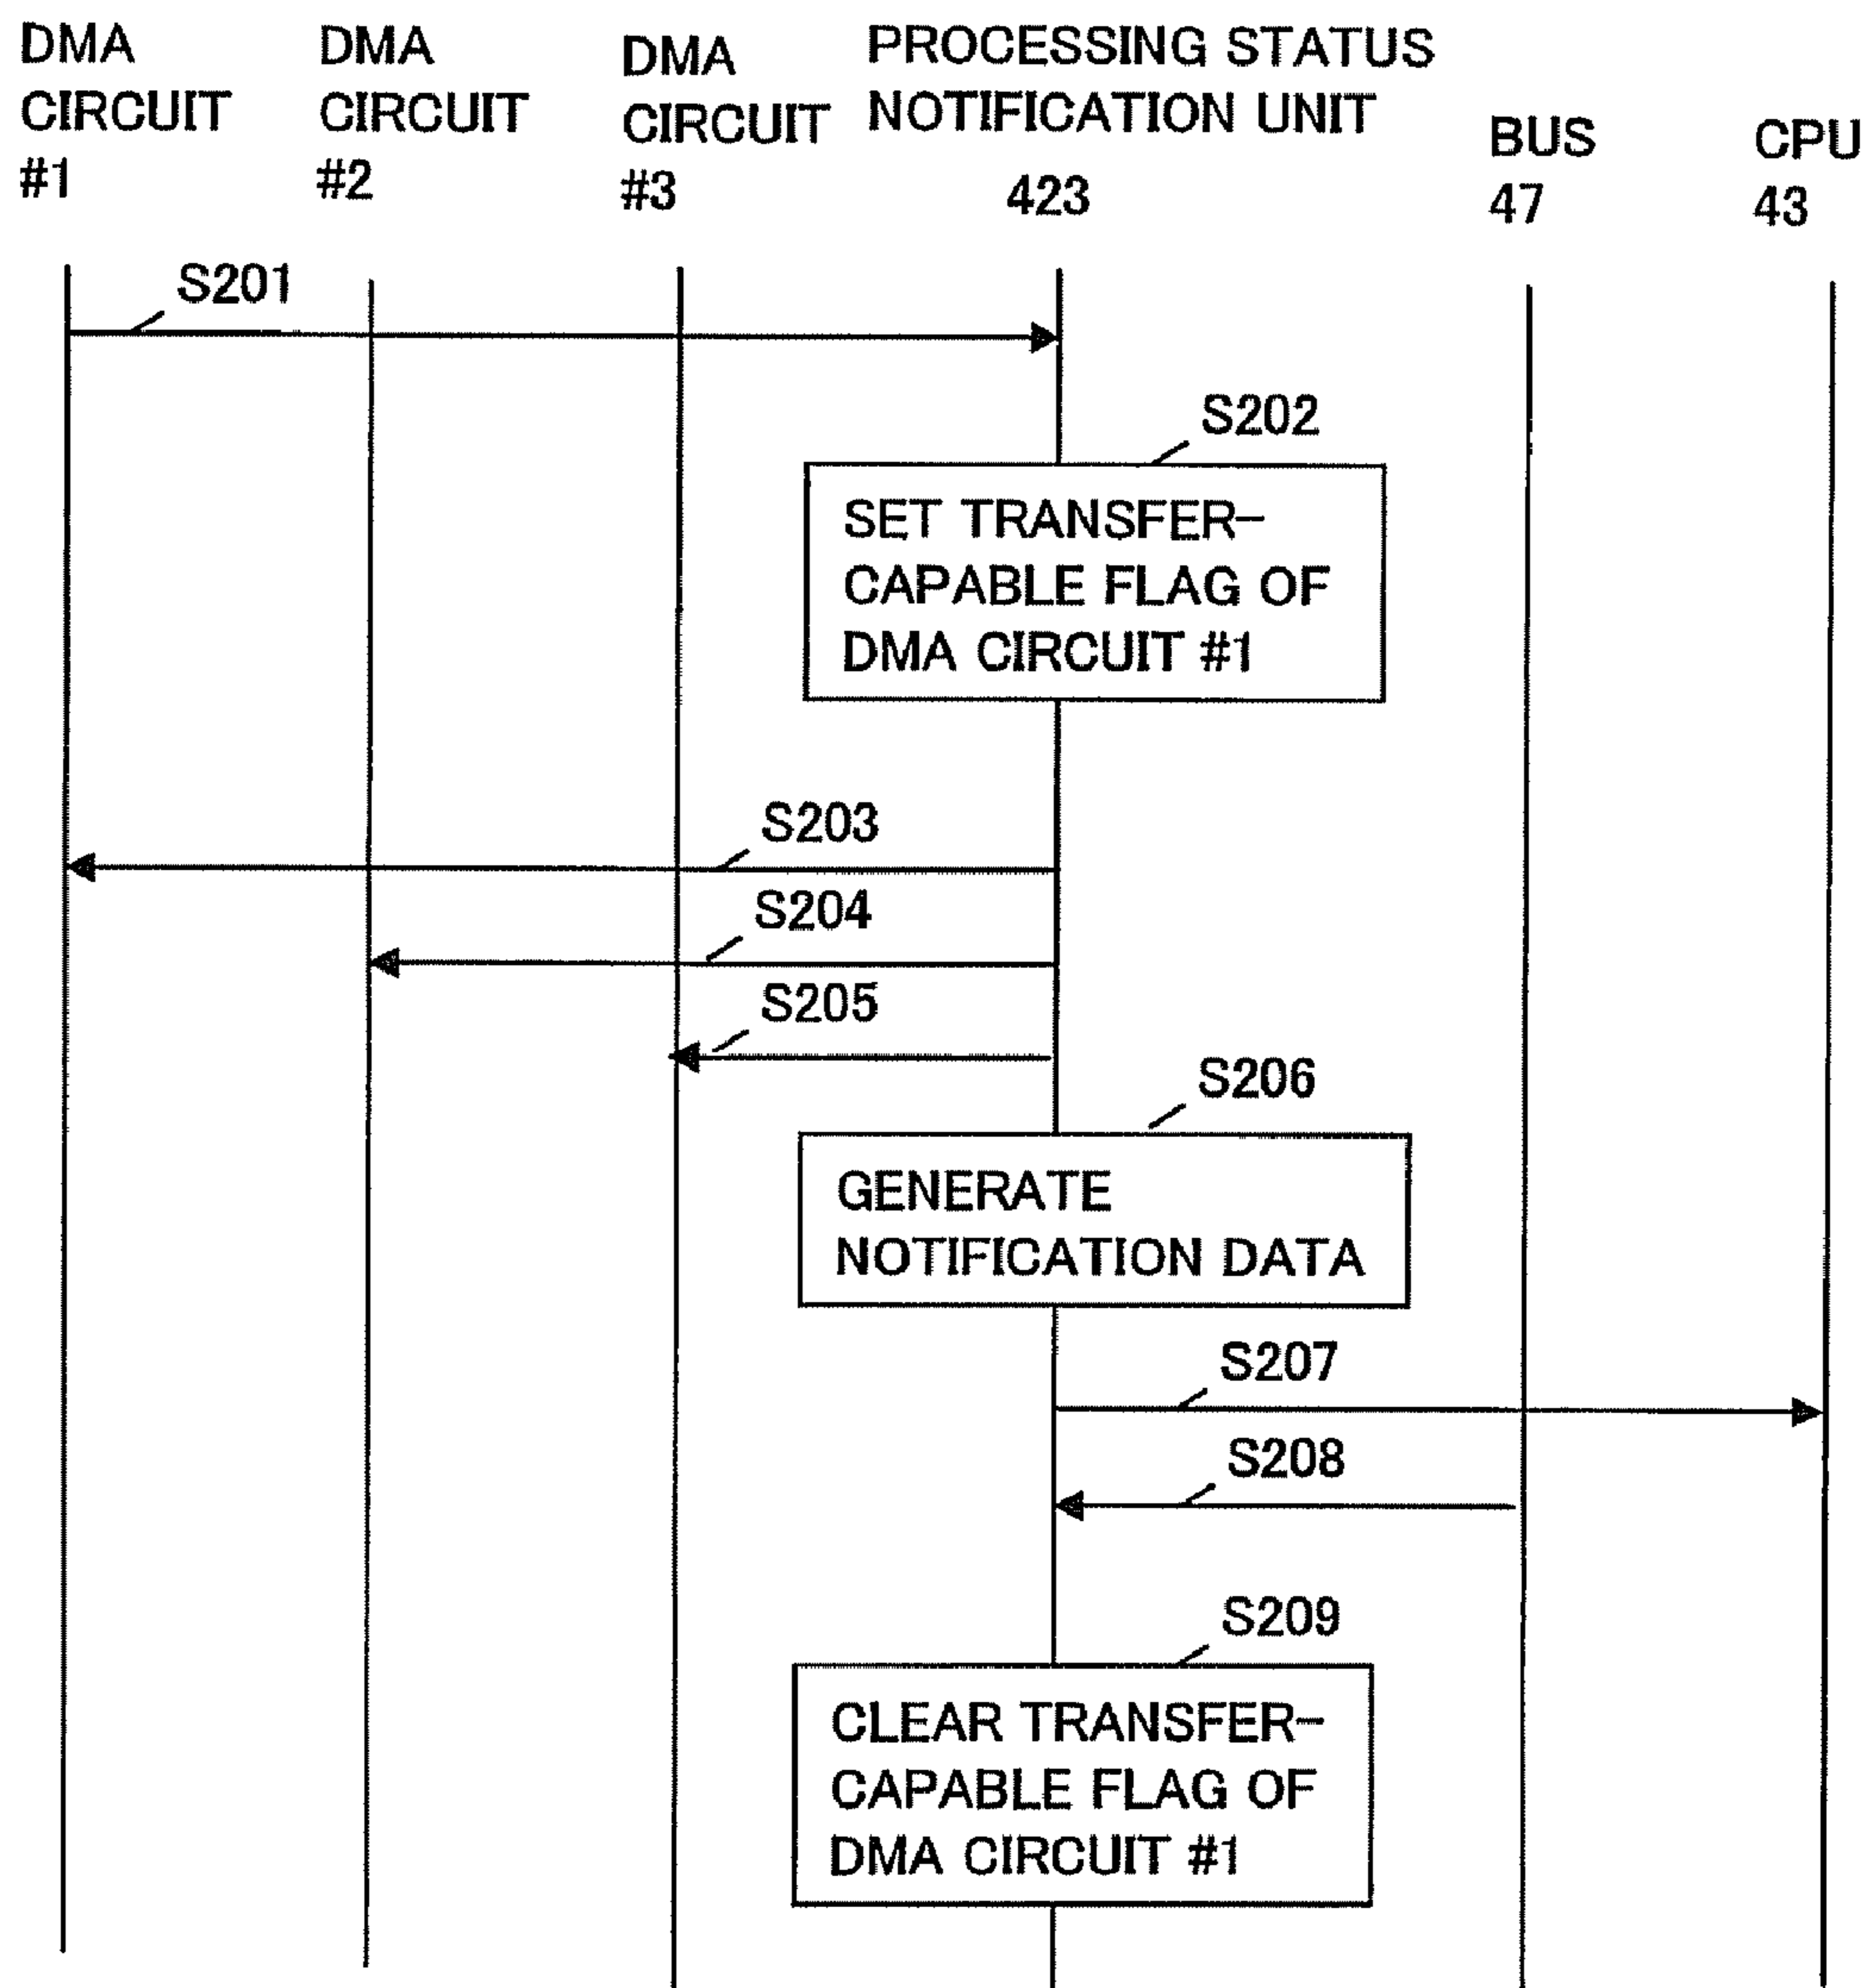 DMA
CIRCUIT
#1
DMA
CIRCUIT
#2
DMA
CIRCUIT
#3
PROCESSING STATUS
NOTIFICATION UNIT
423
BUS
47
CPU
43
S201
S202
SET TRANSFER-
CAPABLE FLAG OF
DMA CIRCUIT #1
S203
S204
S205
S206
GENERATE
NOTIFICATION DATA
S207
S208
S209
CLEAR TRANSFER-
CAPABLE FLAG OF
DMA CIRCUIT #1